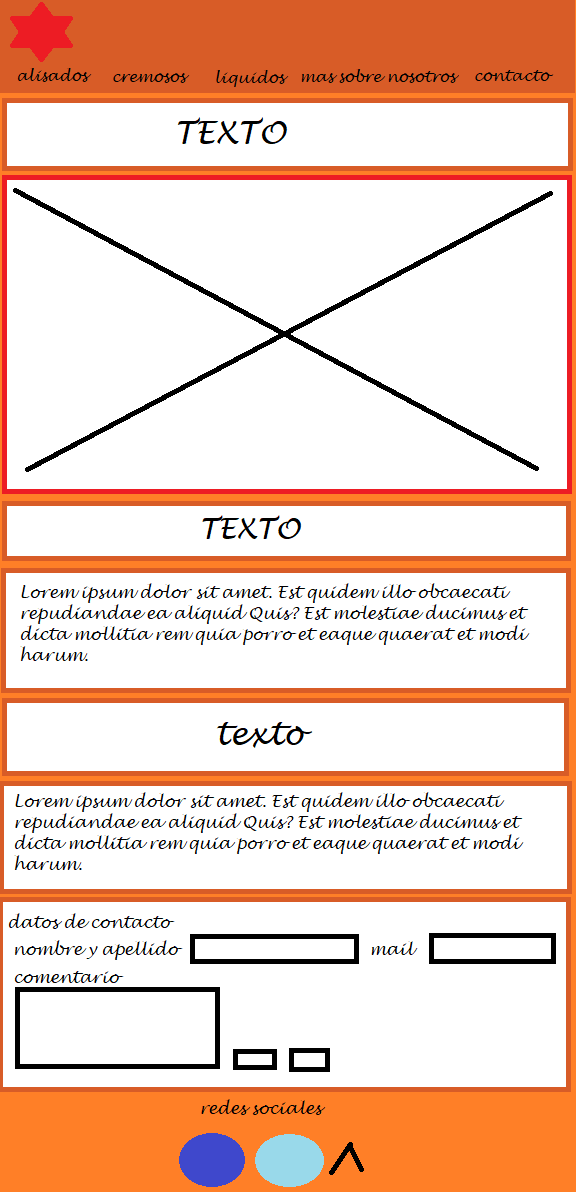 alisados cremosos liquidos mas sobre nosotros contacto
TEXTO
TEXTO
Lorem ipsum dolor sit amet. Est quidem illo obcaecati
repudiandae ea aliquid Quis? Est molestiae ducimus et
dicta mollitia rem quia porro et eaque quaerat et modi
harum.
texto
Lorem ipsum dolor sit amet. Est quidem illo obcaecati
repudiandae ea aliquid Quis? Est molestiae ducimus et
dicta mollitia rem quia porro et eaque quaerat et modi
harum.
datos de contacto
nombre y apellido mail
comentario
redes sociales